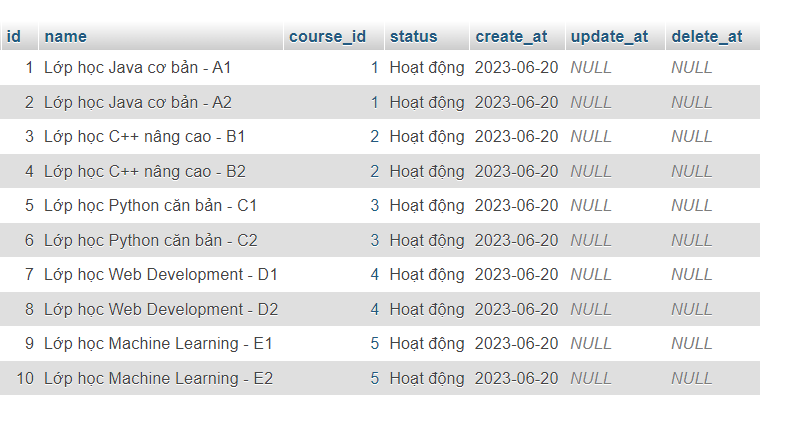 id name course_id status create_at update_at delete_at
1 Lớp học Java cơ bản - A1 1 Hoạt động 2023-06-20 NULL NULL
2 Lớp học Java cơ bản - A2 1 Hoạt động 2023-06-20 NULL NULL
3 Lớp học C++ nâng cao - B1 2 Hoạt động 2023-06-20 NULL NULL
4 Lớp học C++ nâng cao - B2 2 Hoạt động 2023-06-20 NULL NULL
5 Lớp học Python căn bản - C1 3 Hoạt động 2023-06-20 NULL NULL
6 Lớp học Python căn bản - C2 3 Hoạt động 2023-06-20 NULL NULL
7 Lớp học Web Development - D1 4 Hoạt động 2023-06-20 NULL NULL
8 Lớp học Web Development - D2 4 Hoạt động 2023-06-20 NULL NULL
9 Lớp học Machine Learning - E1 5 Hoạt động 2023-06-20 NULL NULL
10 Lớp học Machine Learning - E2 5 Hoạt động 2023-06-20 NULL NULL